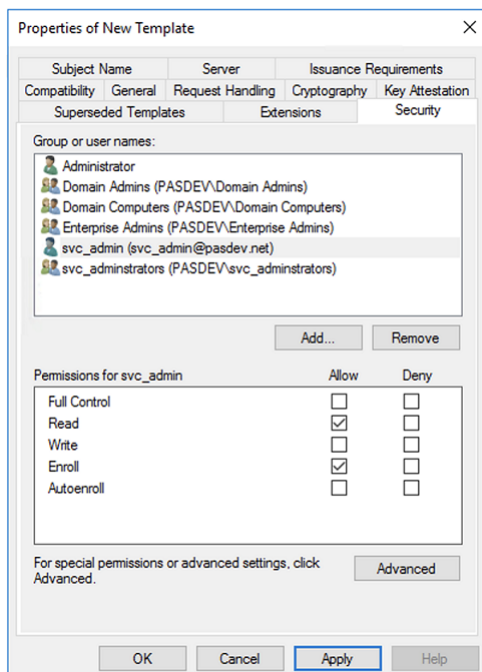 Properties of New Template
Subject Name Server Issuance Requirements
Compatibility General Request Handling Cryptography Key Attestation
Superseded Templates Extensions Security
Group or user names:
Administrator
Domain Admins (PASDEV\Domain Admins)
Domain Computers (PASDEV\Domain Computers)
Enterprise Admins (PASDEV\Enterprise Admins)
svc_admin (svc_admin@pasdev.net)
svc_adminstrators (PASDEV\svc_adminstrators)
Add... Remove
Permissions for svc_admin Allow Deny
Full Control
Read
Write
Enroll
Autoenroll
For special permissions or advanced settings, click
Advanced.
Advanced
OK Cancel Apply Help